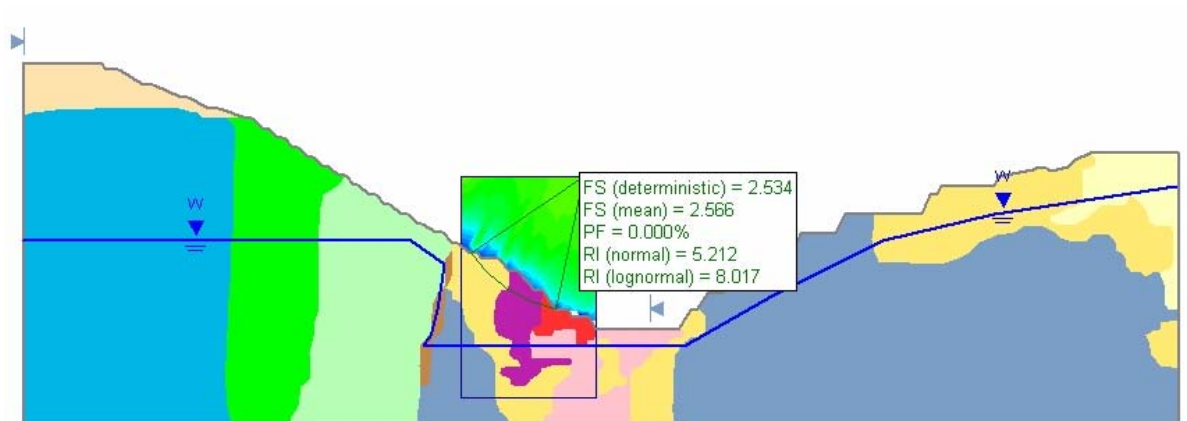 W
W
FS (deterministic) = 2.534
FS (mean) = 2.566
PF = 0.000%
RI (normal) = 5.212
RI (lognormal) = 8.017